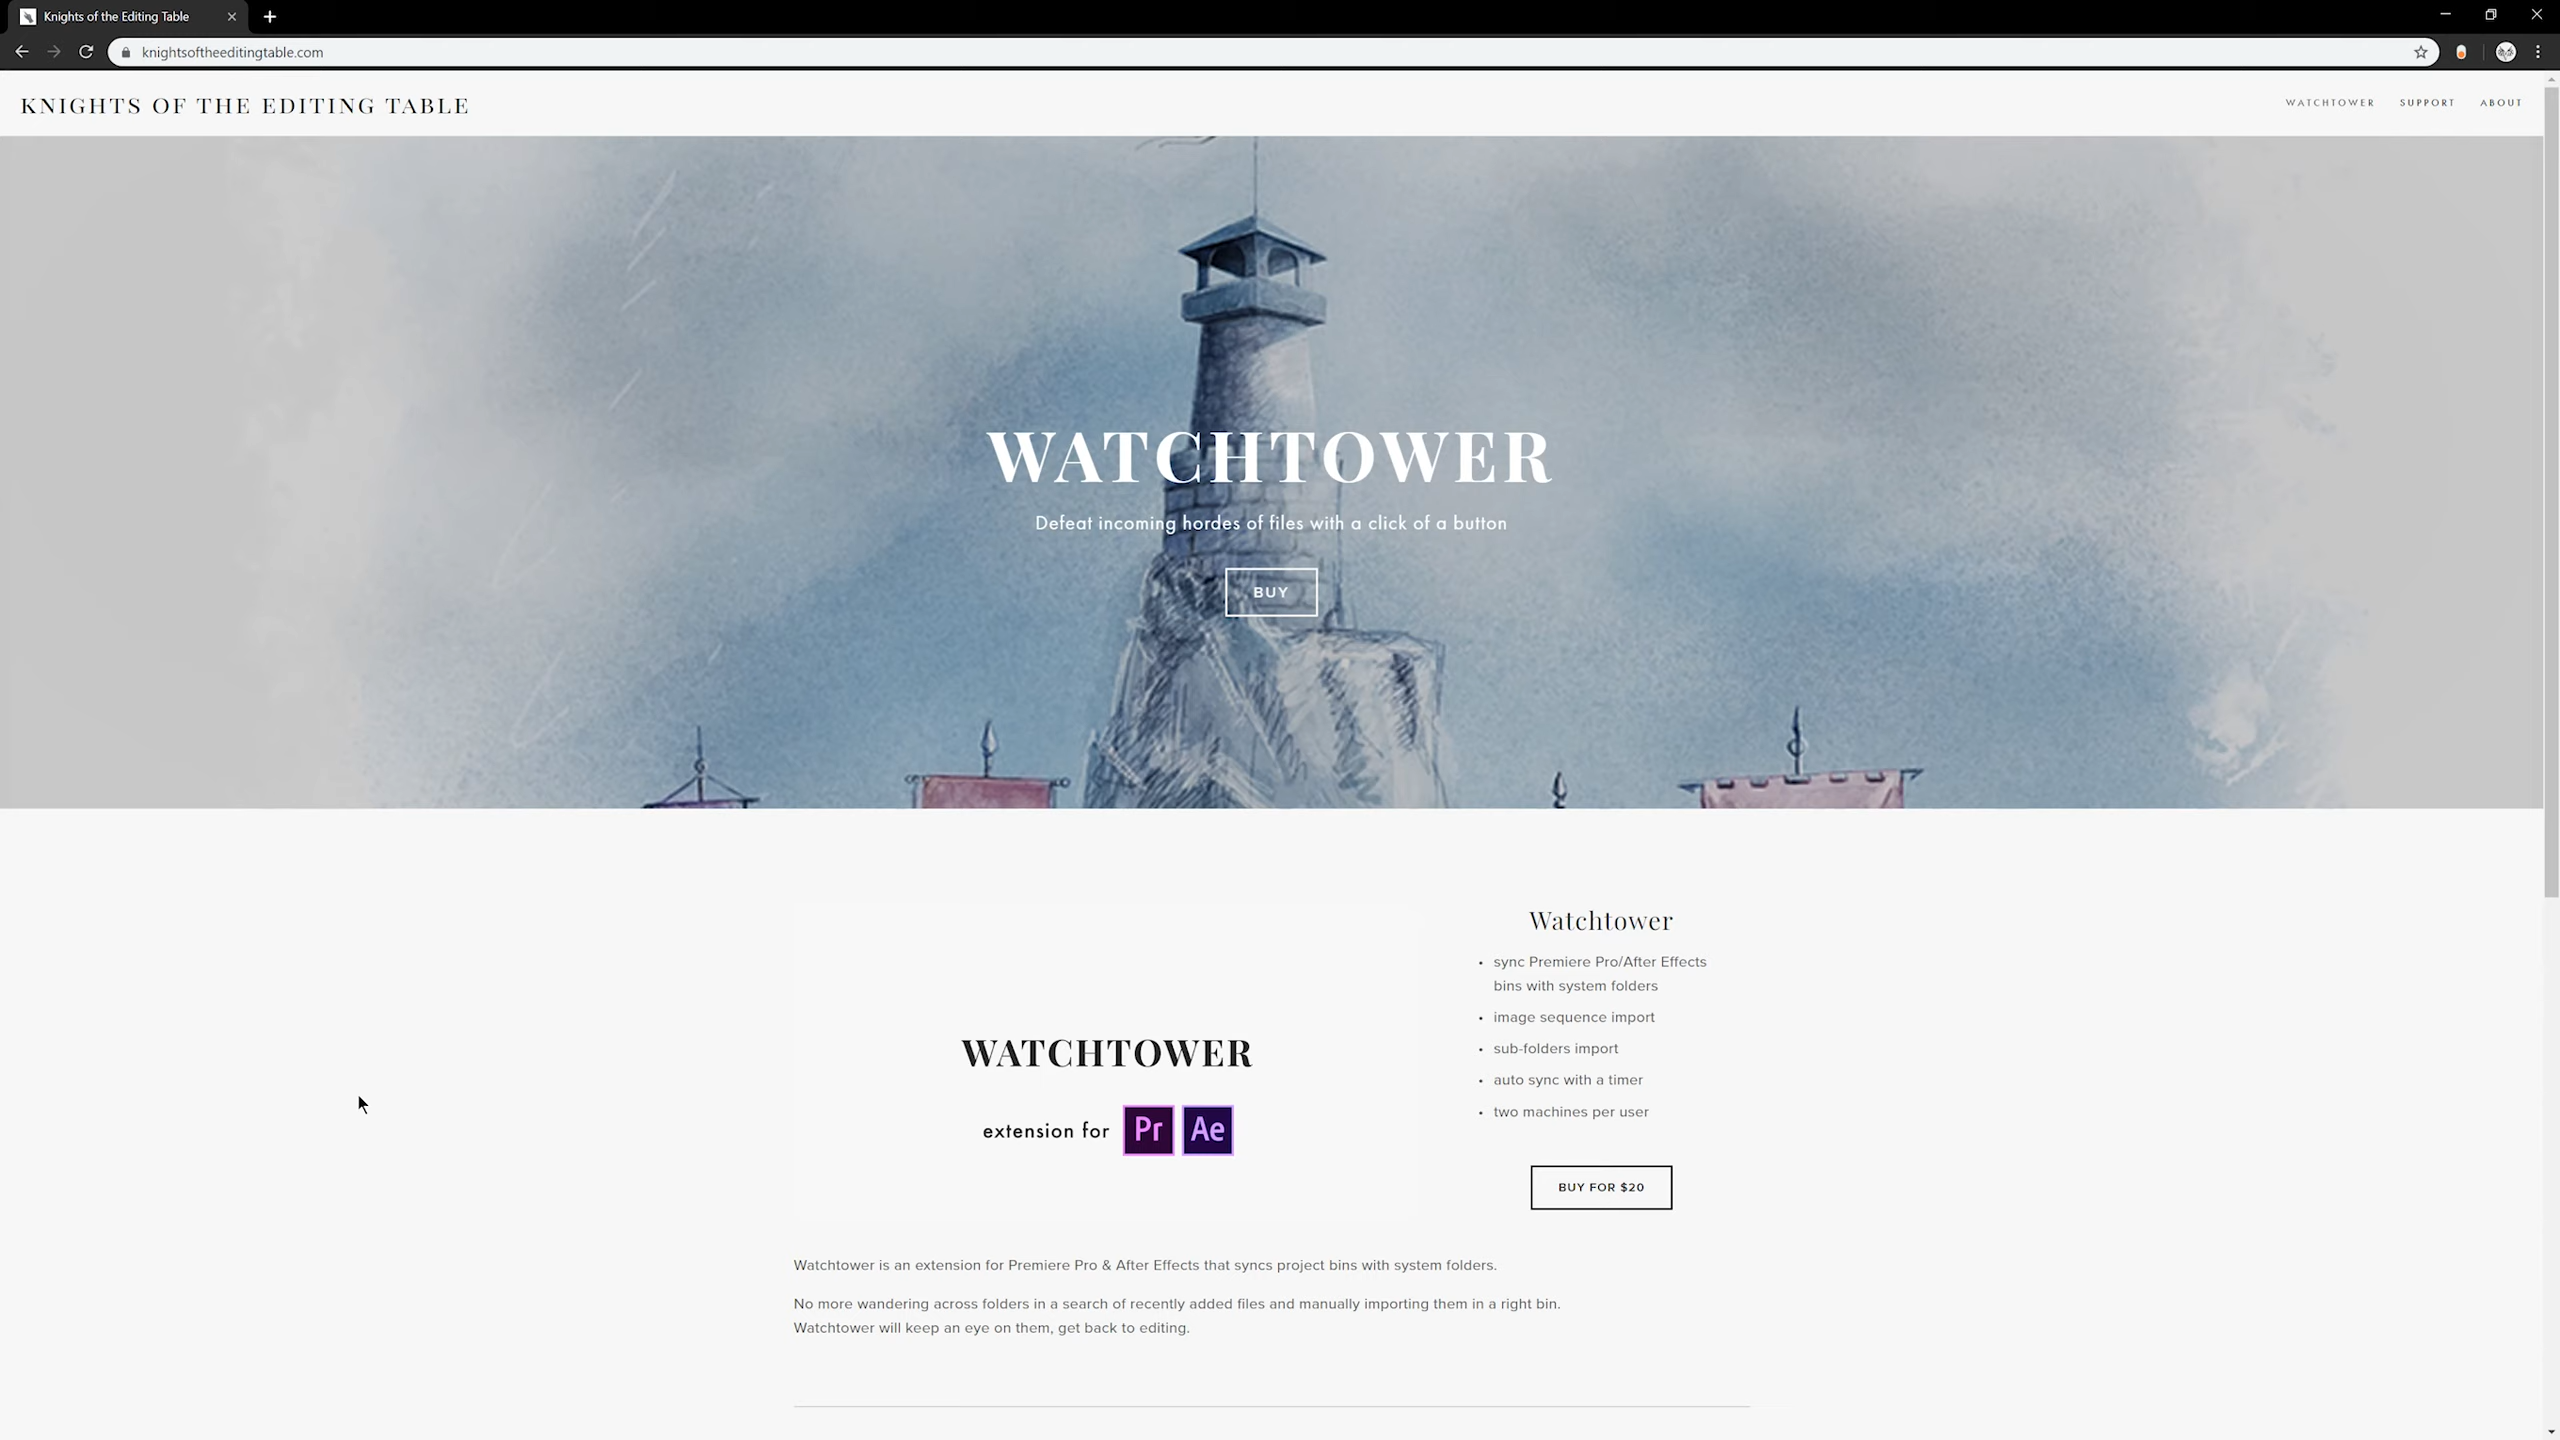 Knights of the Editing Table
knightsoftheeditingtable.com
KNIGHTS OF THE EDITING TABLE
WATCHTOWER SUPPORT ABOUT
WATCHTOWER
Defeat incoming hordes of files with a click of a button
BUY
WATCHTOWER
extension for Pr Ae
Watchtower
• sync Premiere Pro/After Effects
bins with system folders
• image sequence import
• sub-folders import
• auto sync with a timer
• two machines per user
BUY FOR $20
Watchtower is an extension for Premiere Pro & After Effects that syncs project bins with system folders.
No more wandering across folders in a search of recently added files and manually importing them in a right bin.
Watchtower will keep an eye on them, get back to editing.